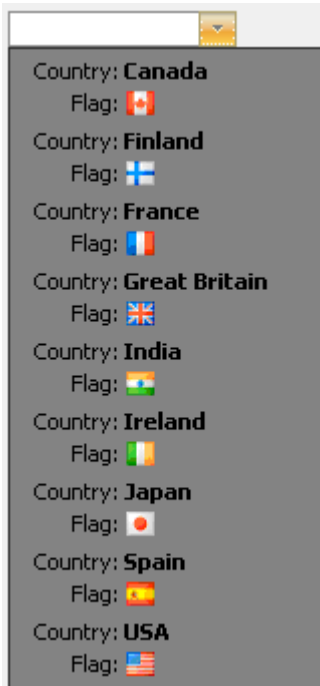 Country: Canada
Flag:
Country: Finland
Flag:
Country: France
Flag:
Country: Great Britain
Flag:
Country: India
Flag:
Country: Ireland
Flag:
Country: Japan
Flag:
Country: Spain
Flag:
Country: USA
Flag: